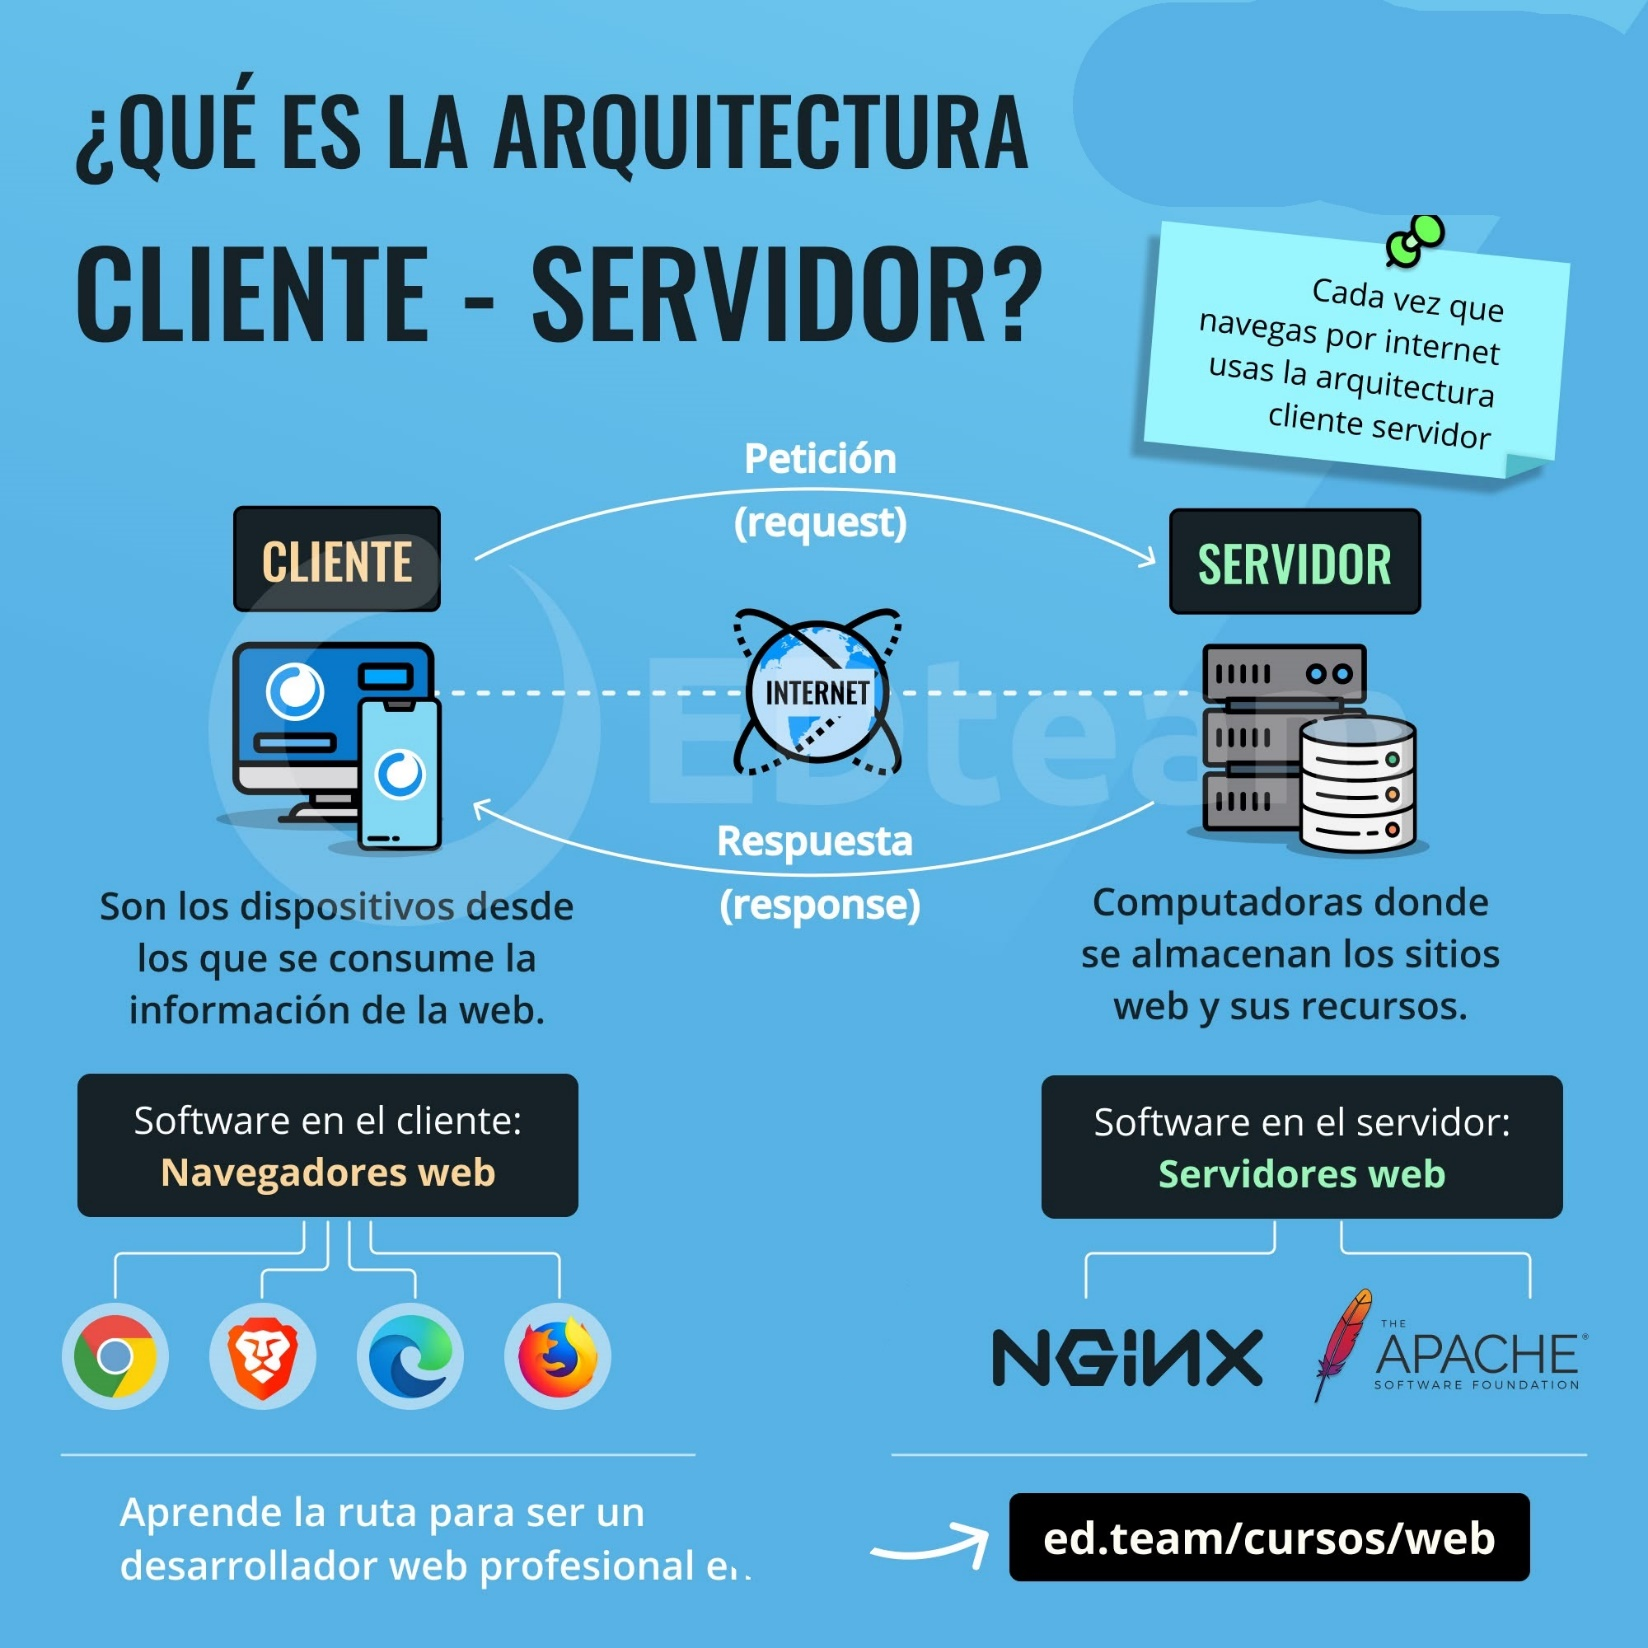 ¿QUÉ ES LA ARQUITECTURA
CLIENTE - SERVIDOR?
Cada vez que
navegas por internet
usas la arquitectura
cliente servidor
Petición
(request)
CLIENTE
SERVIDOR
INTERNET
EDteam
Respuesta
(response)
Son los dispositivos desde
los que se consume la
información de la web.
Computadoras donde
se almacenan los sitios
web y sus recursos.
Software en el cliente:
Navegadores web
Software en el servidor:
Servidores web
NGiNX
THE
APACHE®
SOFTWARE FOUNDATION
Aprende la ruta para ser un
desarrollador web profesional
ed.team/cursos/web